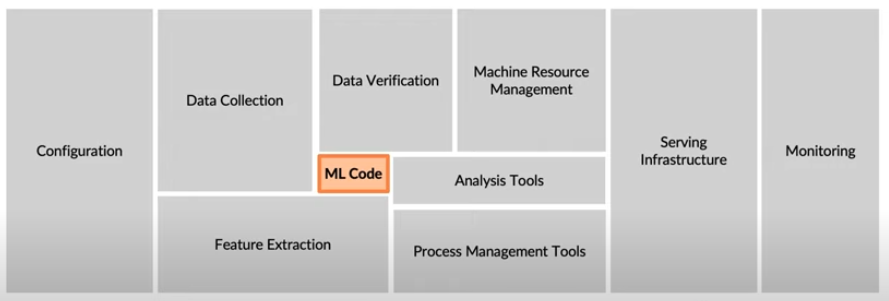 Configuration
Data Collection
Data Verification
Machine Resource
Management
ML Code
Analysis Tools
Feature Extraction
Process Management Tools
Serving
Infrastructure
Monitoring